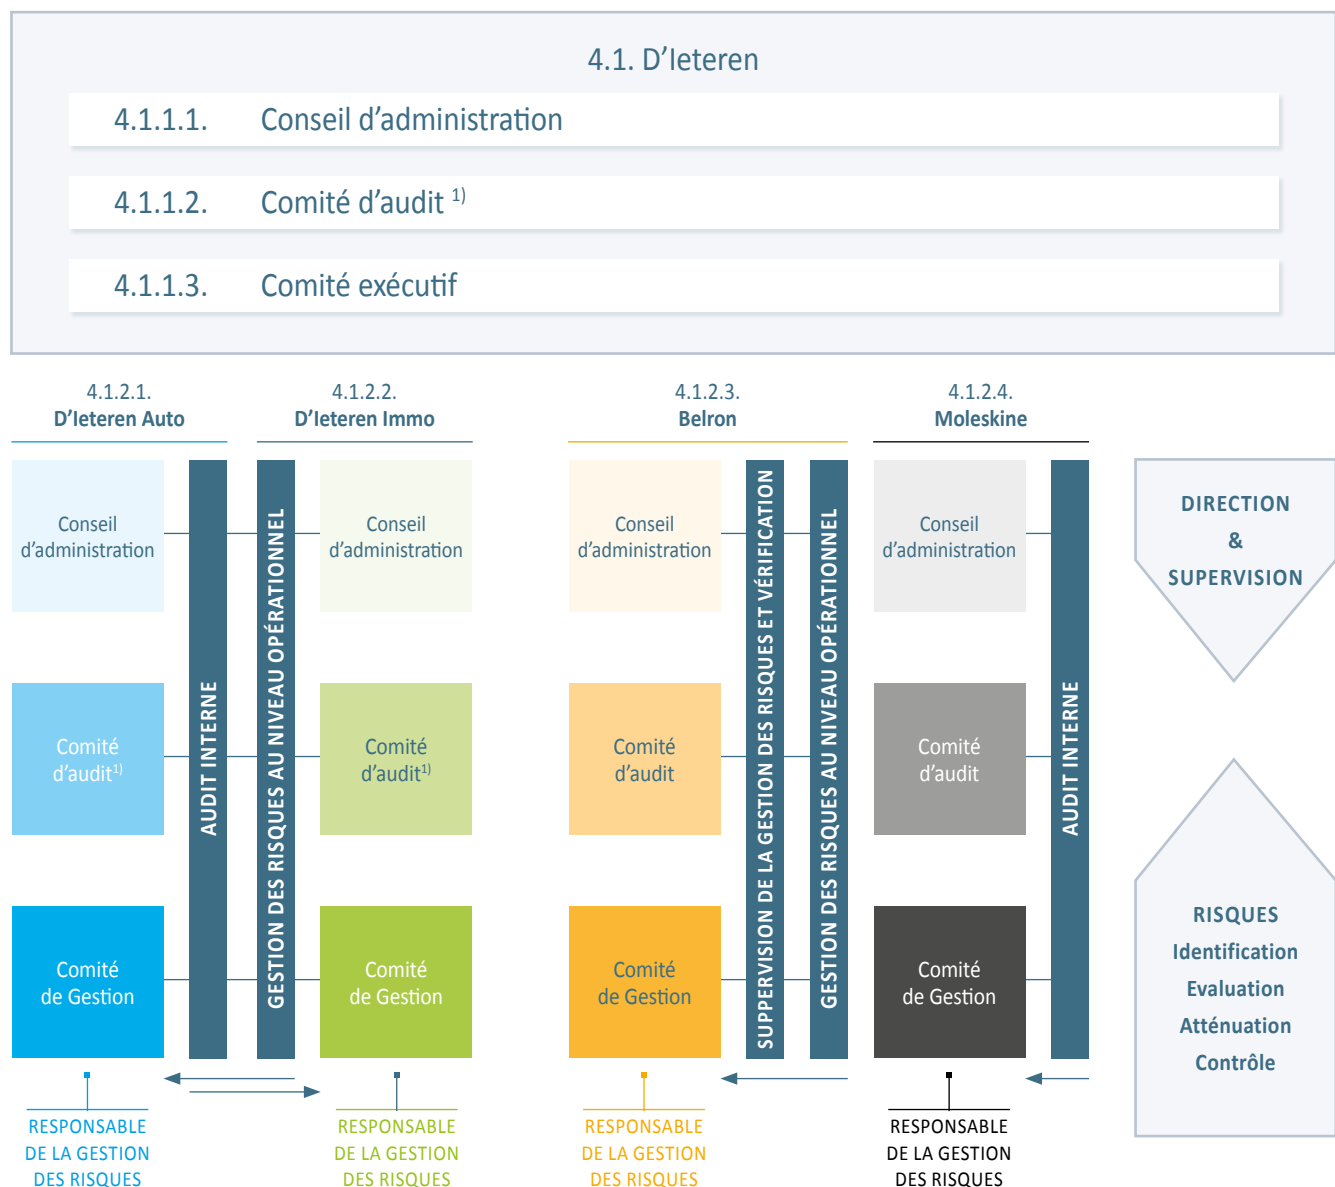 4.1. D'Ieteren
4.1.1.1. Conseil d'administration
4.1.1.2. Comité d'audit 1)
4.1.1.3. Comité exécutif
4.1.2.1.
D'Ieteren Auto
4.1.2.2.
D'Ieteren Immo
4.1.2.3.
Belron
4.1.2.4.
Moleskine
Conseil
d'administration
Comité
d'audit1)
Comité
de Gestion
AUDIT INTERNE
GESTION DES RISQUES AU NIVEAU OPÉRATIONNEL
Conseil
d'administration
Comité
d'audit1)
Comité
de Gestion
Conseil
d'administration
Comité
d'audit
Comité
de Gestion
SUPPERVISION DE LA GESTION DES RISQUES ET VÉRIFICATION
GESTION DES RISQUES AU NIVEAU OPÉRATIONNEL
Conseil
d'administration
Comité
d'audit
Comité
de Gestion
AUDIT INTERNE
DIRECTION
&
SUPERVISION
RISQUES
Identification
Evaluation
Atténuation
Contrôle
RESPONSABLE
DE LA GESTION
DES RISQUES
RESPONSABLE
DE LA GESTION
DES RISQUES
RESPONSABLE
DE LA GESTION
DES RISQUES
RESPONSABLE
DE LA GESTION
DES RISQUES